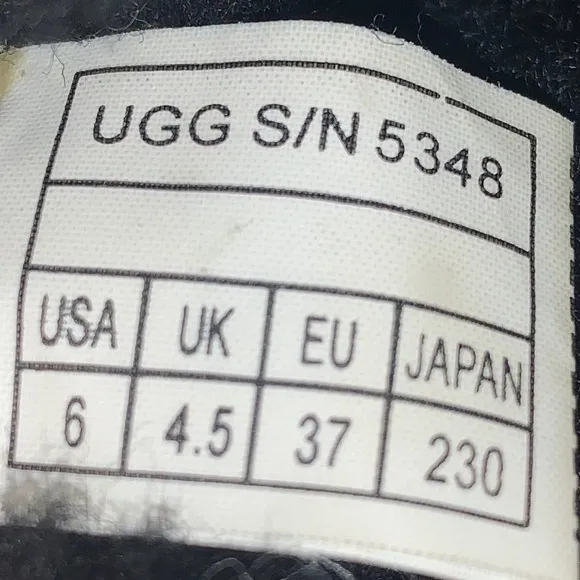 UGG S/N 5348
USA UK EU JAPAN
6 4.5 37 230